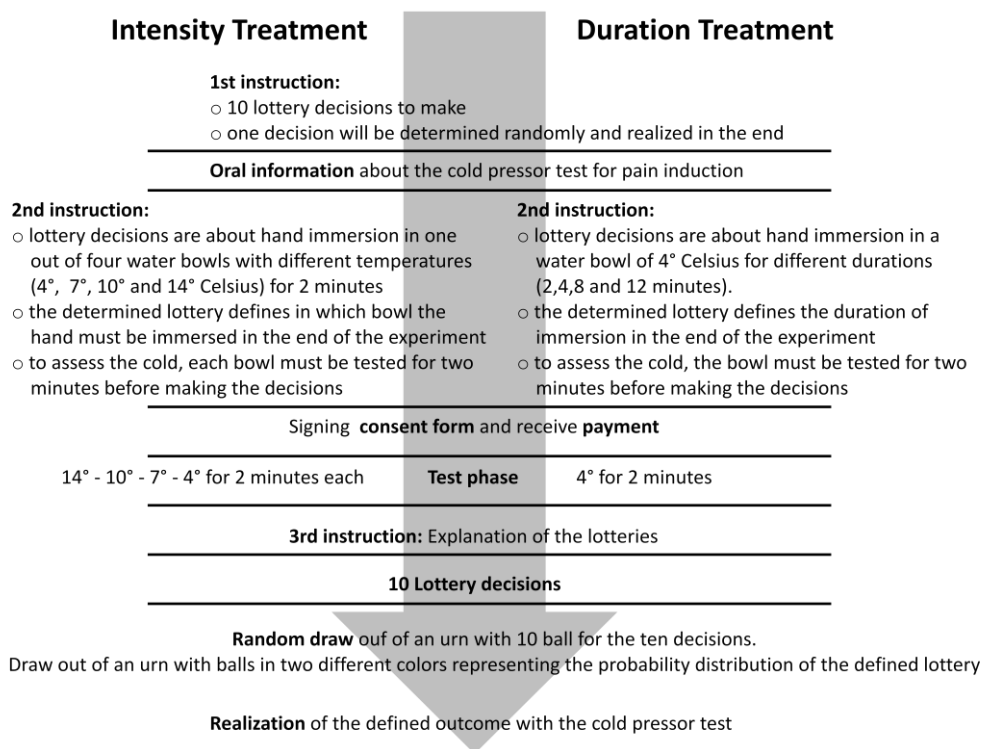 Intensity Treatment
Duration Treatment
1st instruction:
○ 10 lottery decisions to make
○ one decision will be determined randomly and realized in the end
Oral information about the cold pressor test for pain induction
2nd instruction:
○ lottery decisions are about hand immersion in one
out of four water bowls with different temperatures
(4°, 7°, 10° and 14° Celsius) for 2 minutes
○ the determined lottery defines in which bowl the
hand must be immersed in the end of the experiment
○ to assess the cold, each bowl must be tested for two
minutes before making the decisions
2nd instruction:
○ lottery decisions are about hand immersion in a
water bowl of 4° Celsius for different durations
(2,4,8 and 12 minutes).
○ the determined lottery defines the duration of
immersion in the end of the experiment
○ to assess the cold, the bowl must be tested for two
minutes before making the decisions
Signing consent form and receive payment
14° - 10° - 7° - 4° for 2 minutes each
Test phase
4° for 2 minutes
3rd instruction: Explanation of the lotteries
10 Lottery decisions
Random draw ouf of an urn with 10 ball for the ten decisions.
Draw out of an urn with balls in two different colors representing the probability distribution of the defined lottery
Realization of the defined outcome with the cold pressor test